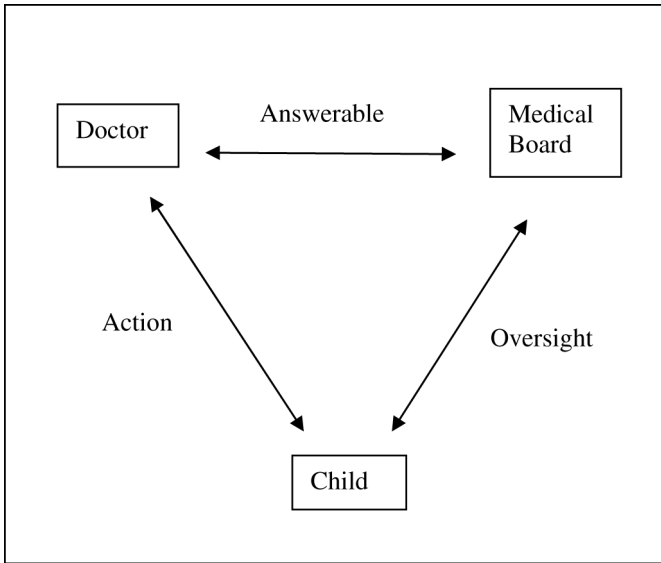 Answerable
Doctor
Medical
Board
Action
Oversight
Child